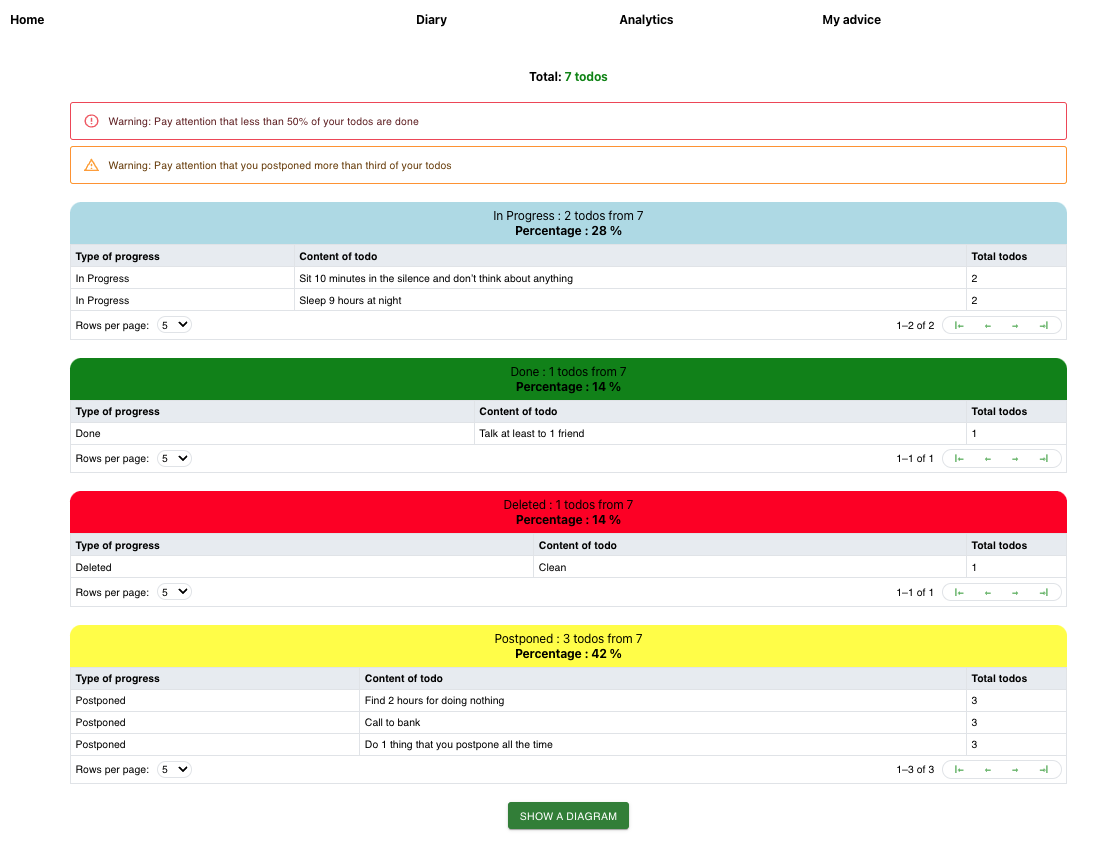 Home Diary Analytics My advice
Total: 7 todos
Warning: Pay attention that less than 50% of your todos are done
Warning: Pay attention that you postponed more than third of your todos
In Progress : 2 todos from 7
Percentage : 28 %
Type of progress Content of todo Total todos
In Progress Sit 10 minutes in the silence and don't think about anything 2
In Progress Sleep 9 hours at night 2
Rows per page: 5 1–2 of 2
Done : 1 todos from 7
Percentage : 14 %
Type of progress Content of todo Total todos
Done Talk at least to 1 friend 1
Rows per page: 5 1–1 of 1
Deleted : 1 todos from 7
Percentage : 14 %
Type of progress Content of todo Total todos
Deleted Clean 1
Rows per page: 5 1–1 of 1
Postponed : 3 todos from 7
Percentage : 42 %
Type of progress Content of todo Total todos
Postponed Find 2 hours for doing nothing 3
Postponed Call to bank 3
Postponed Do 1 thing that you postpone all the time 3
Rows per page: 5 1–3 of 3
SHOW A DIAGRAM